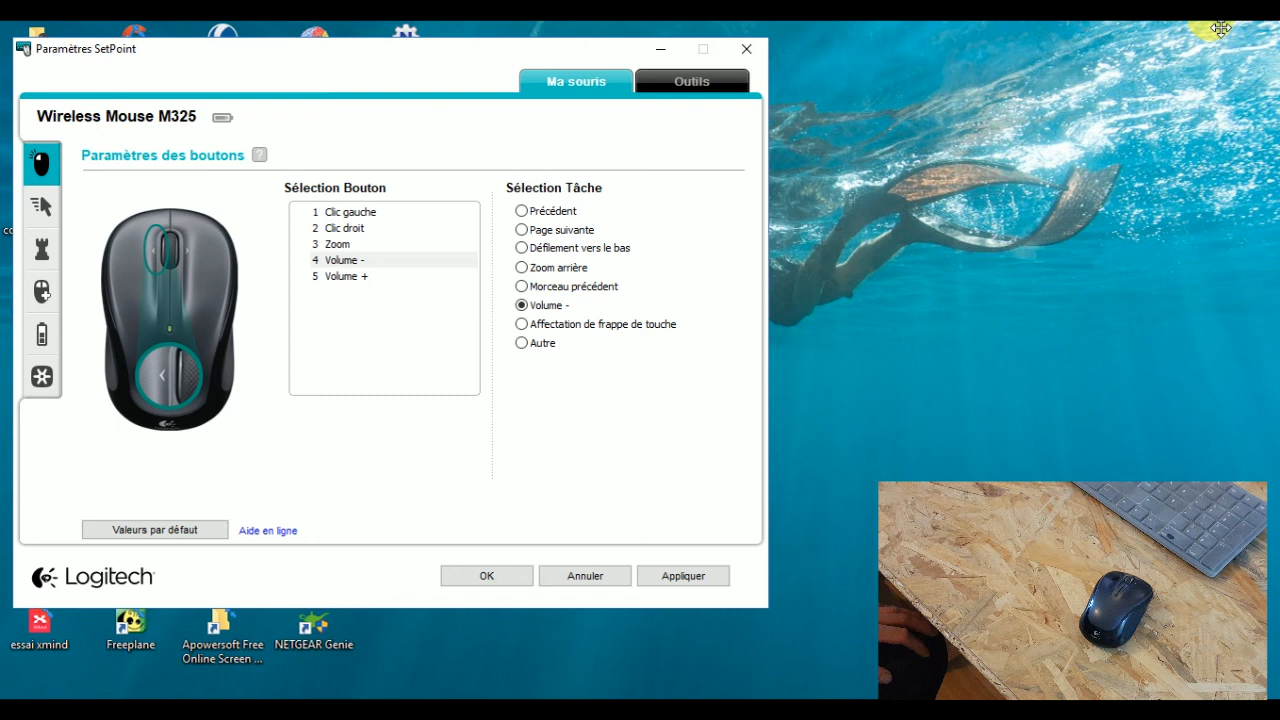 Paramètres SetPoint
Ma souris
Outils
Wireless Mouse M325
Paramètres des boutons ?
Sélection Bouton
1 Clic gauche
2 Clic droit
3 Zoom
4 Volume -
5 Volume +
Sélection Tâche
Précédent
Page suivante
Défilement vers le bas
Zoom arrière
Morceau précédent
Volume -
Affectation de frappe de touche
Autre
Valeurs par défaut
Aide en ligne
Logitech
OK
Annuler
Appliquer
co
essai xmind
Freeplane
Apowersoft Free
Online Screen ...
NETGEAR Genie